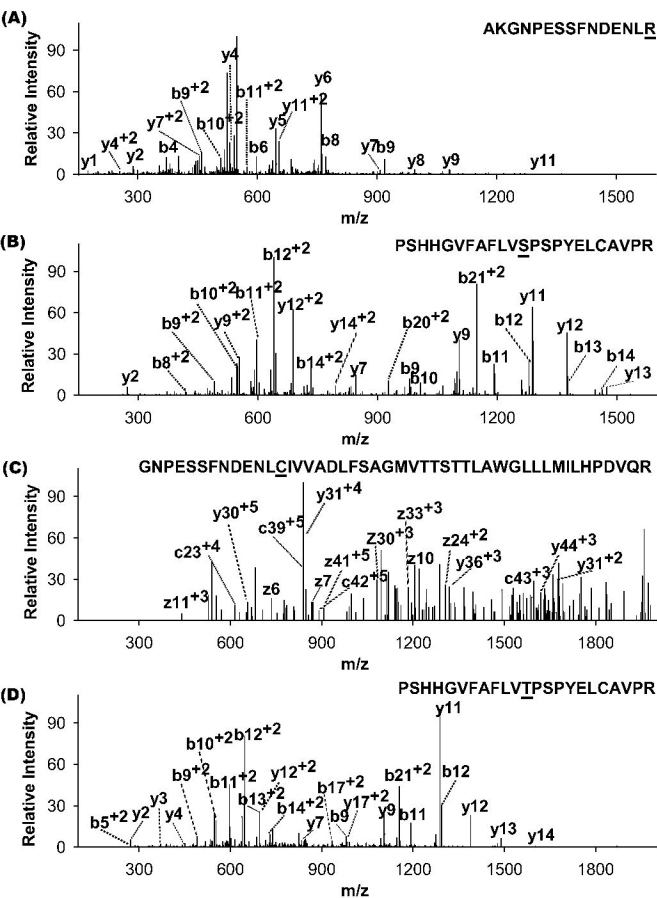 (A)
AKGNPESSFNDENLR
Relative Intensity
90
60
30
0
y1
y4+2
y2
y7+2
b4
b9+2
b10+2
y4
b11+2
b6
y5
y11+2
y6
b8
y7
b9
y8
y9
y11
300 600 900 1200 1500
m/z
(B)
PSHHGVFAFLVSPSPYELCAVPR
Relative Intensity
90
60
30
0
y2
b8+2
b9+2
b10+2
y9+2
b11+2
b12+2
y12+2
b14+2
y14+2
y7
b20+2
b9
b10
y9
b21+2
b11
b12
y11
y12
b13
b14
y13
300 600 900 1200 1500
m/z
(C)
GNPESSFNDENLCIVVADLFSAGMVTTSTTLAWGLLLMILHPDVQR
Relative Intensity
90
60
30
0
z11+3
c23+4
y30+5
z6
c39+5
y31+4
z7
z41+5
c42+5
z30+3
z33+3
z10
z24+2
y36+3
c43+3
y44+3
y31+2
300 600 900 1200 1500 1800
m/z
(D)
PSHHGVFAFLVTPSPYELCAVPR
Relative Intensity
90
60
30
0
b5+2
y2
y3
y4
b9+2
b10+2
b11+2
b12+2
b13+2
y12+2
b14+2
y7
b17+2
b9
y17+2
y9
b21+2
b11
y11
b12
y12
y13
y14
300 600 900 1200 1500 1800
m/z